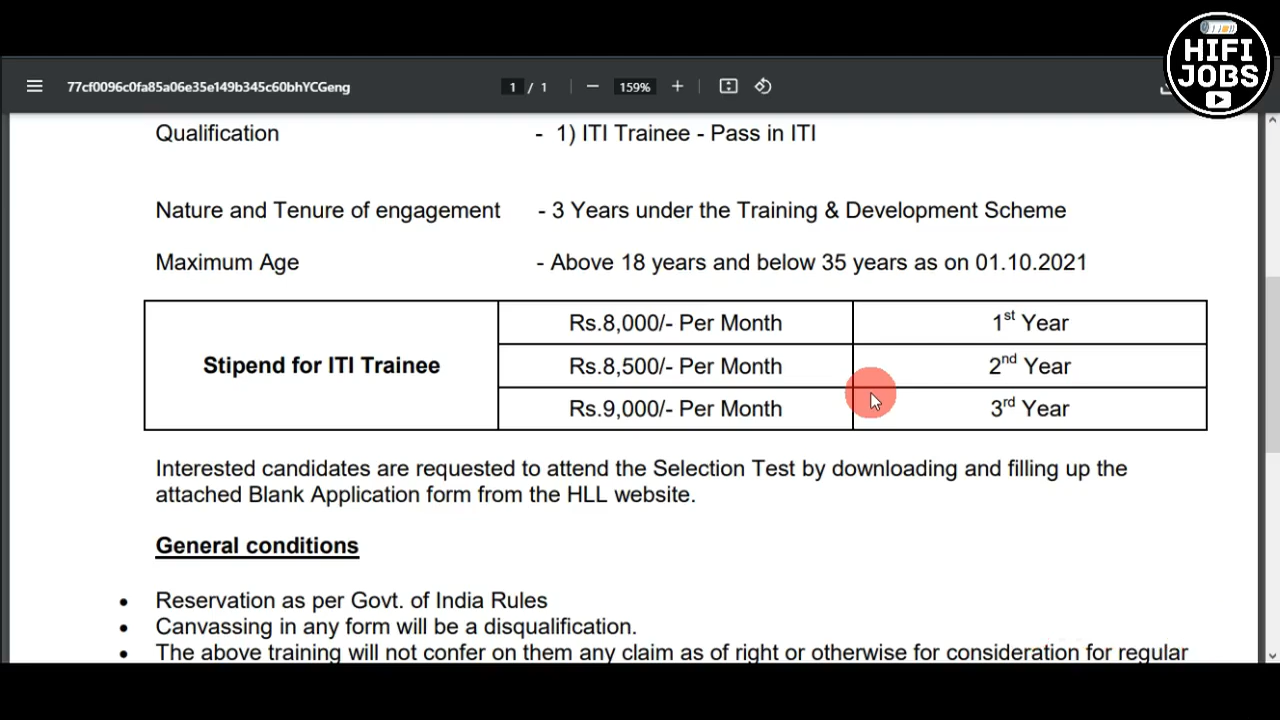 HIFI
JOBS
77cf0096c0fa85a06e35e149b345c60bhYCGeng
1 / 1
159%
Qualification - 1) ITI Trainee - Pass in ITI
Nature and Tenure of engagement - 3 Years under the Training & Development Scheme
Maximum Age - Above 18 years and below 35 years as on 01.10.2021
Stipend for ITI Trainee
Rs.8,000/- Per Month 1st Year
Rs.8,500/- Per Month 2nd Year
Rs.9,000/- Per Month 3rd Year
Interested candidates are requested to attend the Selection Test by downloading and filling up the
attached Blank Application form from the HLL website.
General conditions
• Reservation as per Govt. of India Rules
• Canvassing in any form will be a disqualification.
• The above training will not confer on them any claim as of right or otherwise for consideration for regular